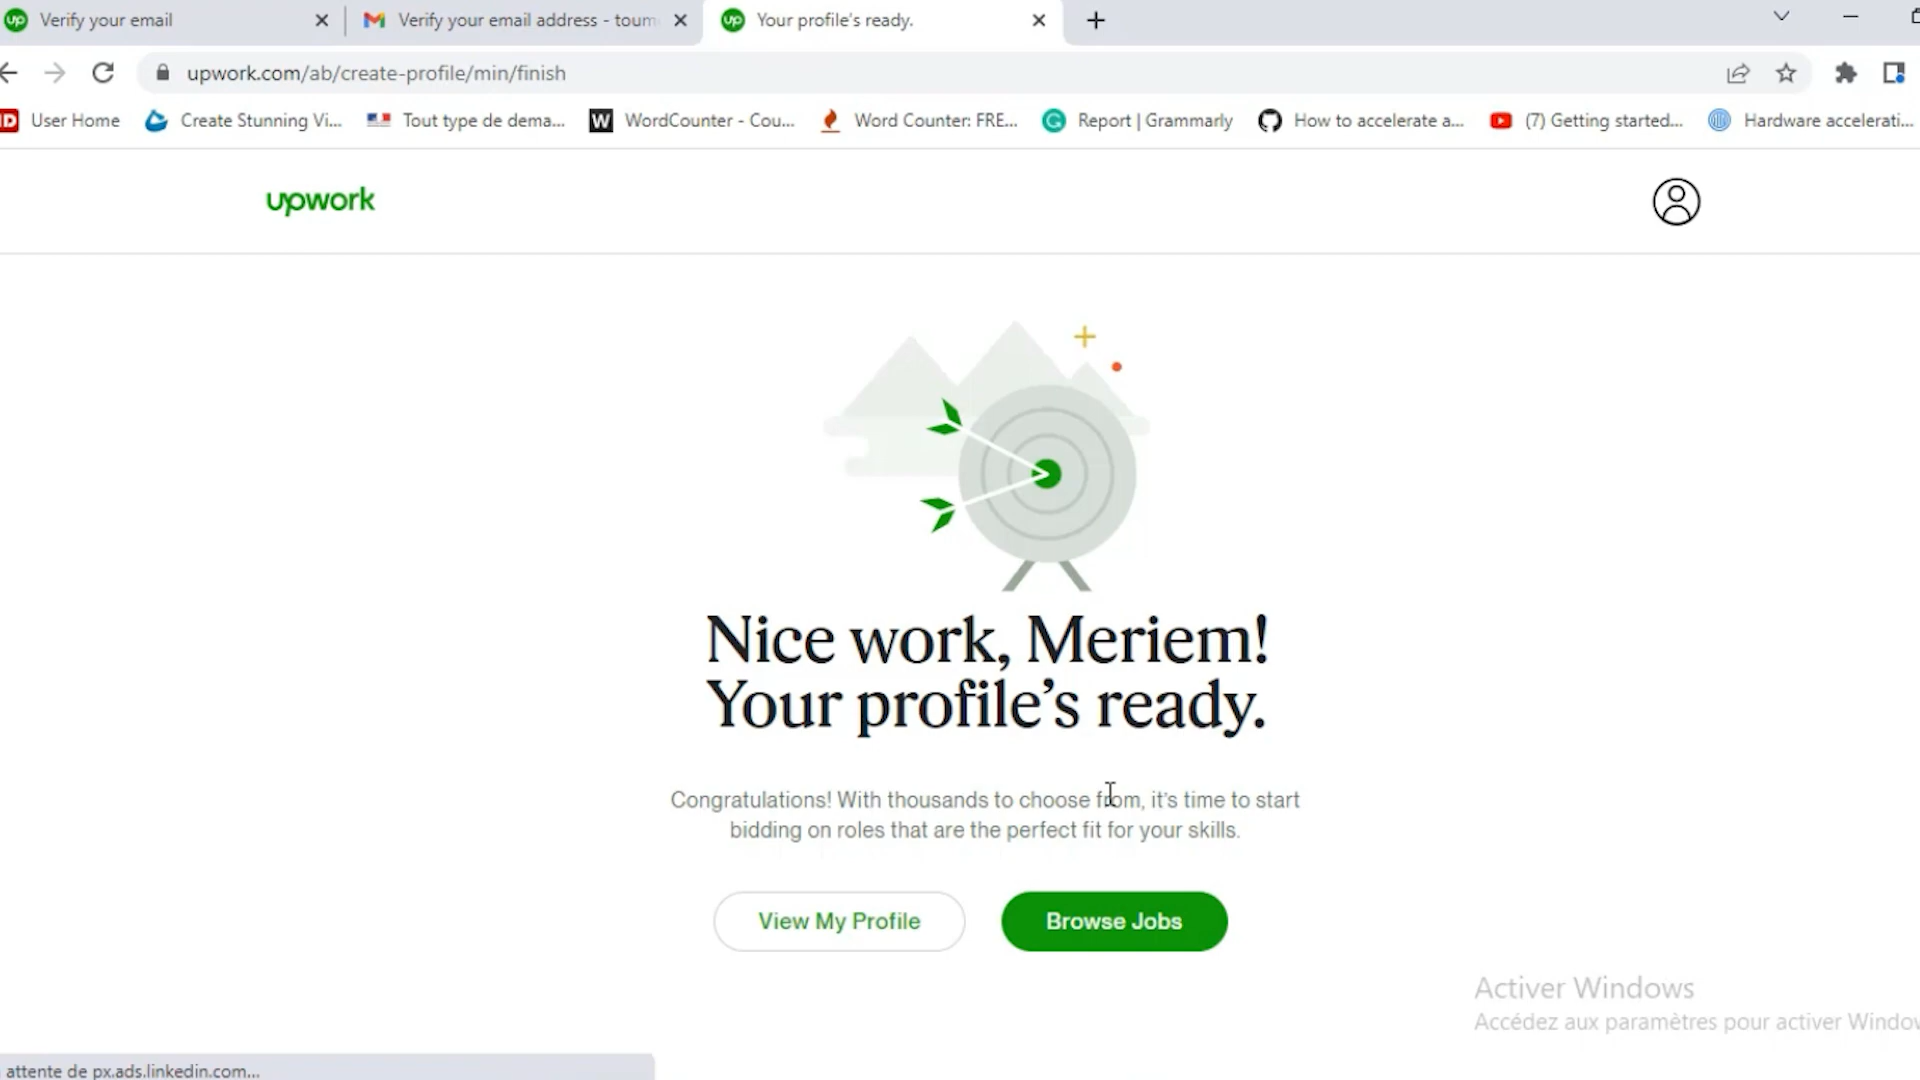 up Verify your email
Verify your email address - toum
up Your profile's ready.
upwork.com/ab/create-profile/min/finish
ID User Home
Create Stunning Vi...
Tout type de dema...
W WordCounter - Cou...
Word Counter: FRE...
G Report | Grammarly
How to accelerate a...
(7) Getting started...
Hardware accelerati...
upwork
Nice work, Meriem!
Your profile’s ready.
Congratulations! With thousands to choose from, it's time to start
bidding on roles that are the perfect fit for your skills.
View My Profile
Browse Jobs
Activer Windows
Accédez aux paramètres pour activer Window
attente de px.ads.linkedin.com...